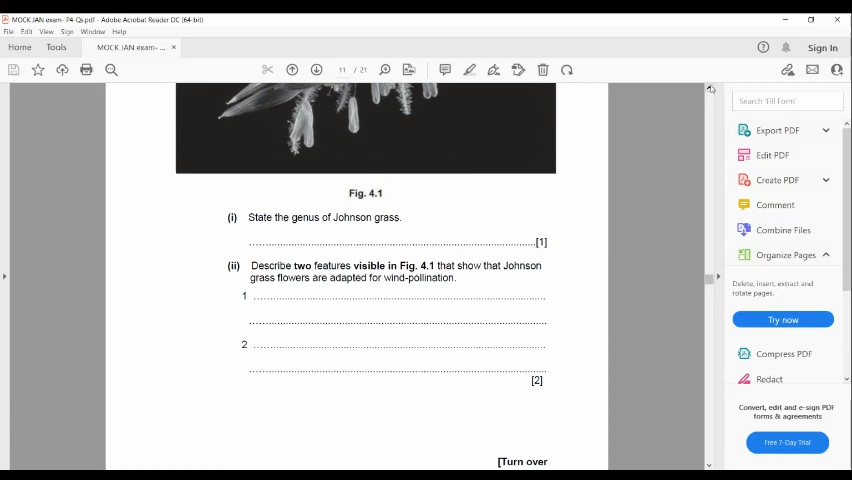 MOCK JAN exam- P4-Qs.pdf - Adobe Acrobat Reader DC (64-bit)
File Edit View Sign Window Help
Home Tools MOCK JAN exam- ... × Sign In
11 / 21
Search 'Fill Form'
Export PDF
Edit PDF
Create PDF
Comment
Combine Files
Organize Pages
Delete, insert, extract and
rotate pages.
Try now
Compress PDF
Redact
Convert, edit and e-sign PDF
forms & agreements
Free 7-Day Trial
Fig. 4.1
(i) State the genus of Johnson grass.
..........................................................................................[1]
(ii) Describe two features visible in Fig. 4.1 that show that Johnson
grass flowers are adapted for wind-pollination.
1 ..........................................................................................
..........................................................................................
2 ..........................................................................................
..........................................................................................
[2]
[Turn over